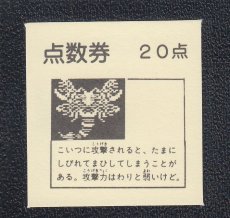 点数券 20点
こいつに攻撃されると、たまに
しびれてまひしてしまうことが
ある。攻撃力はわりと弱いけど。